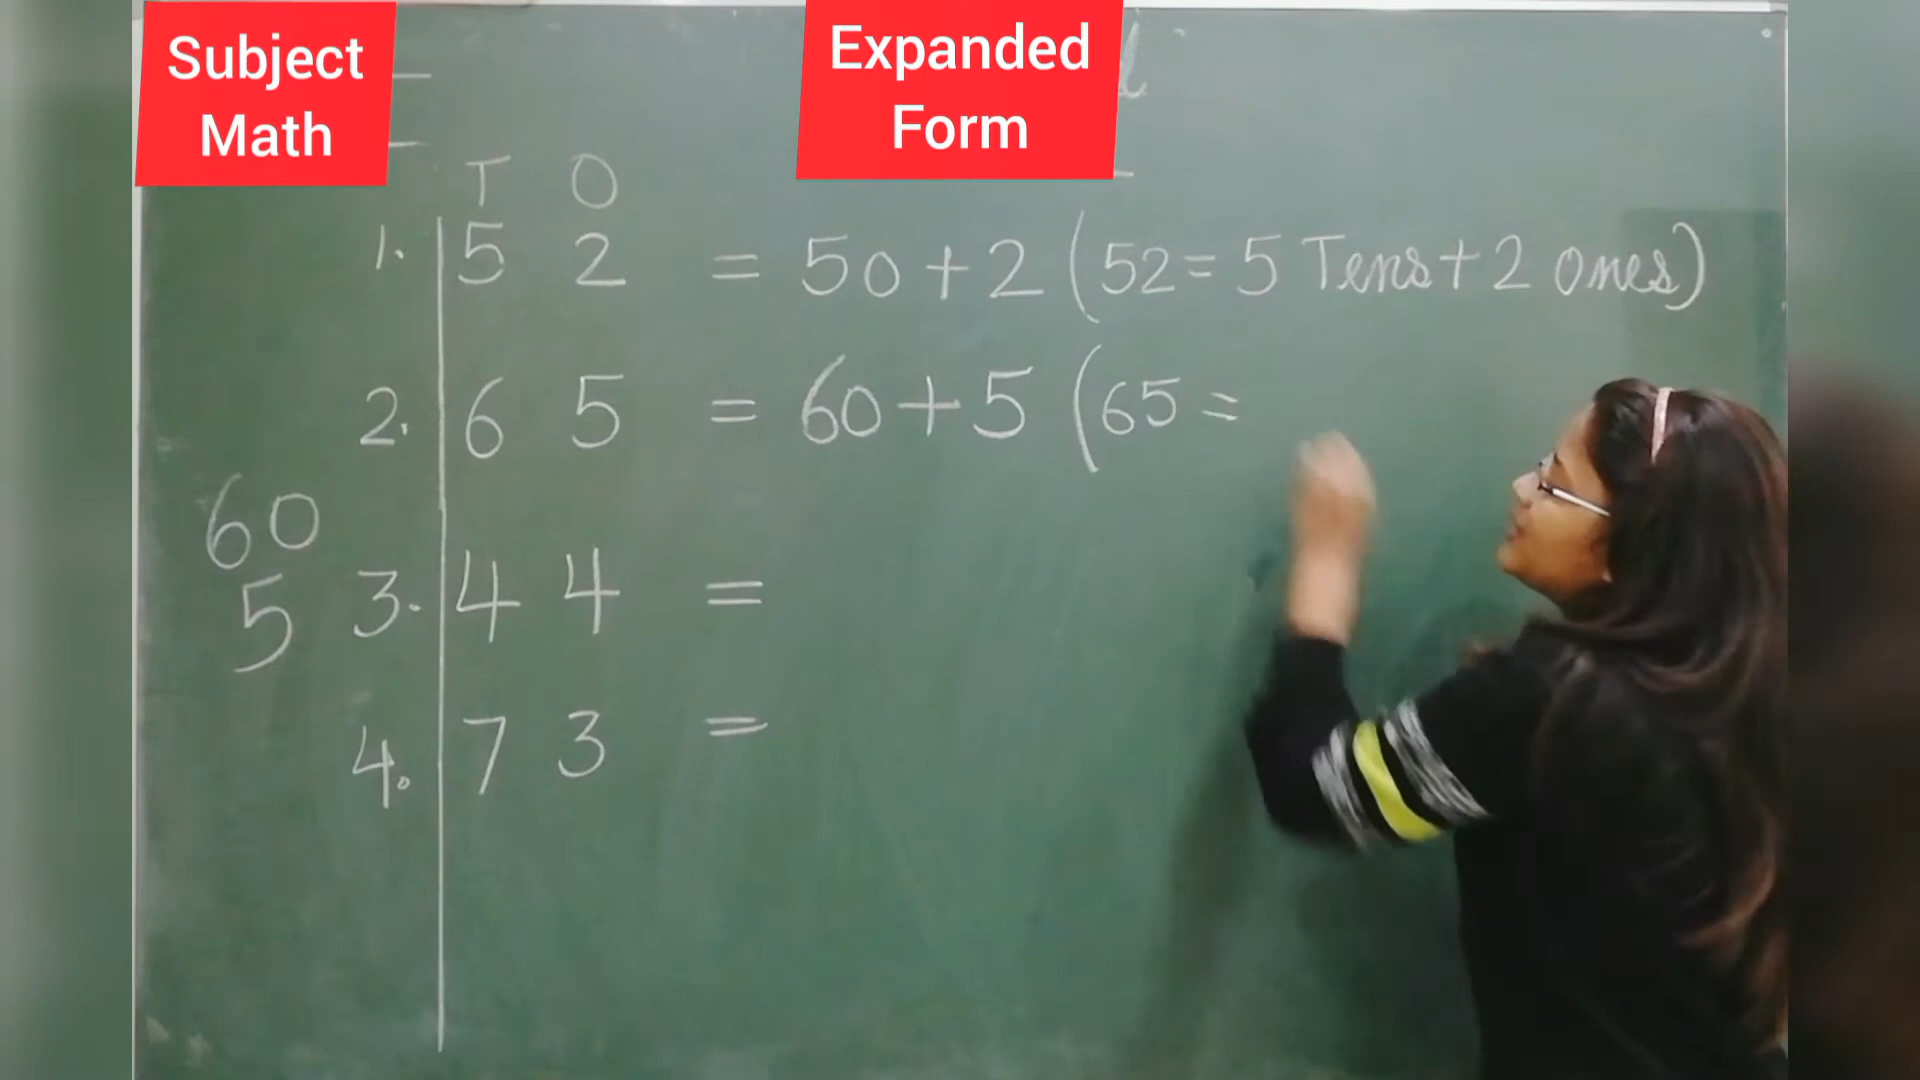 Subject
Math
Expanded
Form
T O
1. 5 2 = 50 + 2 (52 = 5 Tens + 2 ones)
2. 6 5 = 60 + 5 (65 =
60
5
3. 4 4 =
4. 7 3 =